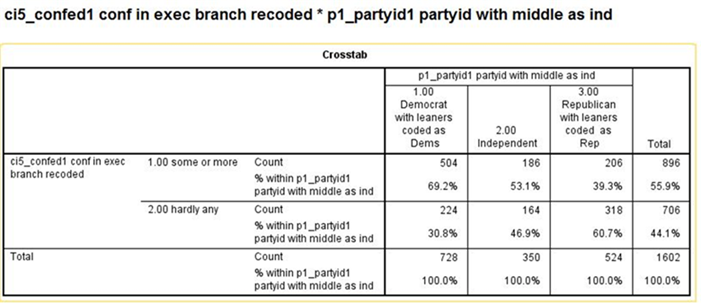 ci5_confed1 conf in exec branch recoded * p1_partyid1 partyid with middle as ind
Crosstab
p1_partyid1 partyid with middle as ind
1.00
Democrat
with leaners
coded as
Dems
2.00
Independent
3.00
Republican
with leaners
coded as
Rep
Total
ci5_confed1 conf in exec
branch recoded
1.00 some or more
Count
504
186
206
896
% within p1_partyid1
partyid with middle as ind
69.2%
53.1%
39.3%
55.9%
2.00 hardly any
Count
224
164
318
706
% within p1_partyid1
partyid with middle as ind
30.8%
46.9%
60.7%
44.1%
Total
Count
728
350
524
1602
% within p1_partyid1
partyid with middle as ind
100.0%
100.0%
100.0%
100.0%